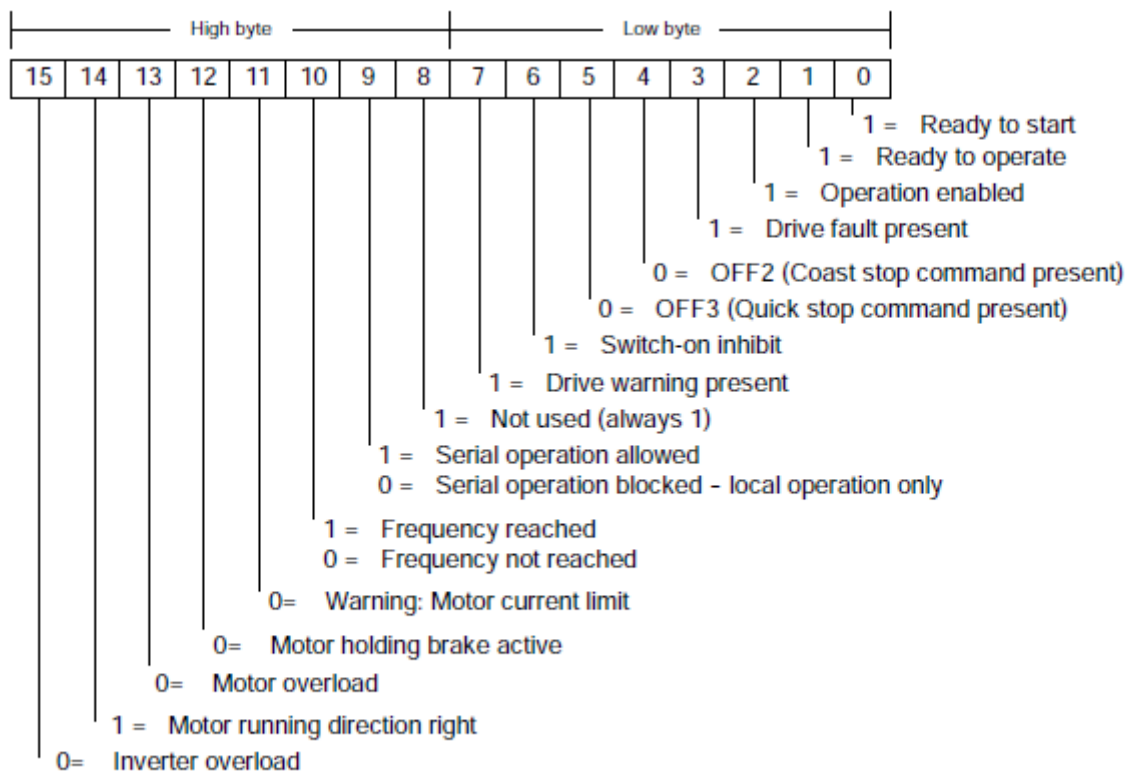 High byte Low byte
15 14 13 12 11 10 9 8 7 6 5 4 3 2 1 0
1 = Ready to start
1 = Ready to operate
1 = Operation enabled
1 = Drive fault present
0 = OFF2 (Coast stop command present)
0 = OFF3 (Quick stop command present)
1 = Switch-on inhibit
1 = Drive warning present
1 = Not used (always 1)
1 = Serial operation allowed
0 = Serial operation blocked – local operation only
1 = Frequency reached
0 = Frequency not reached
0= Warning: Motor current limit
0= Motor holding brake active
0= Motor overload
1 = Motor running direction right
0= Inverter overload